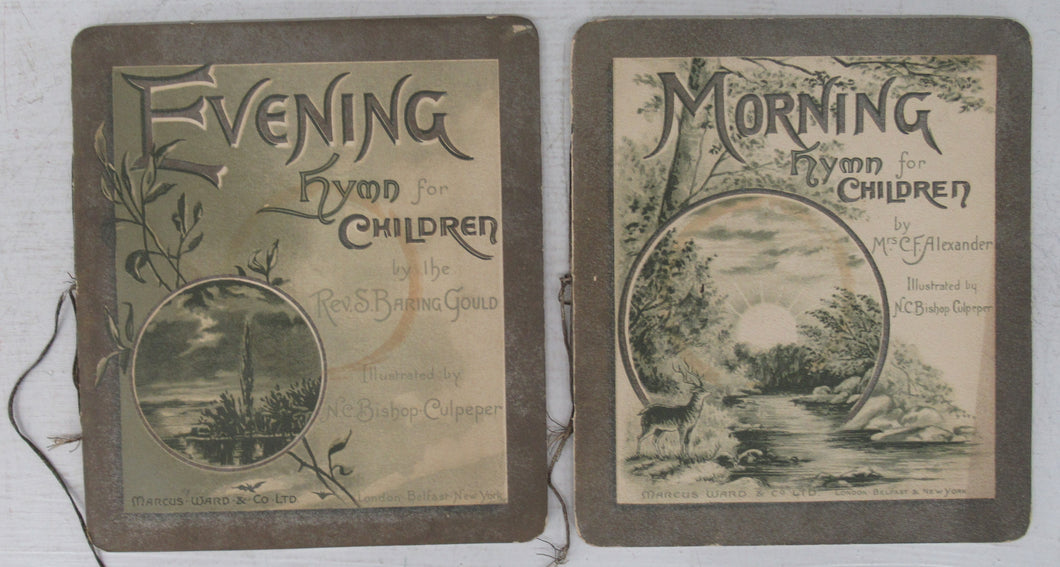 Evening
Hymn for
Children
by the
Rev. S. Baring Gould
Illustrated by
N.C. Bishop Culpeper
Marcus Ward & Co Ltd London Belfast New York
Morning
Hymn for
Children
by
Mrs C.F. Alexander
Illustrated by
N.C. Bishop Culpeper
Marcus Ward & Co Ltd London Belfast & New York